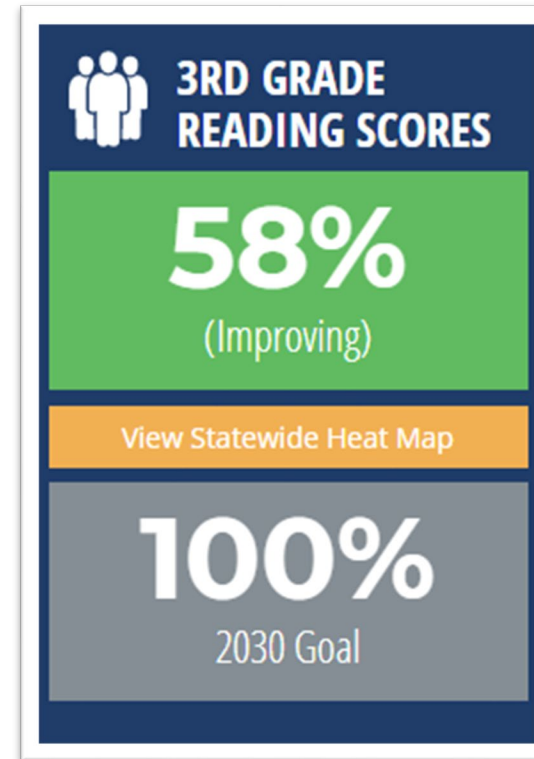 3RD GRADE
READING SCORES
58%
(Improving)
View Statewide Heat Map
100%
2030 Goal